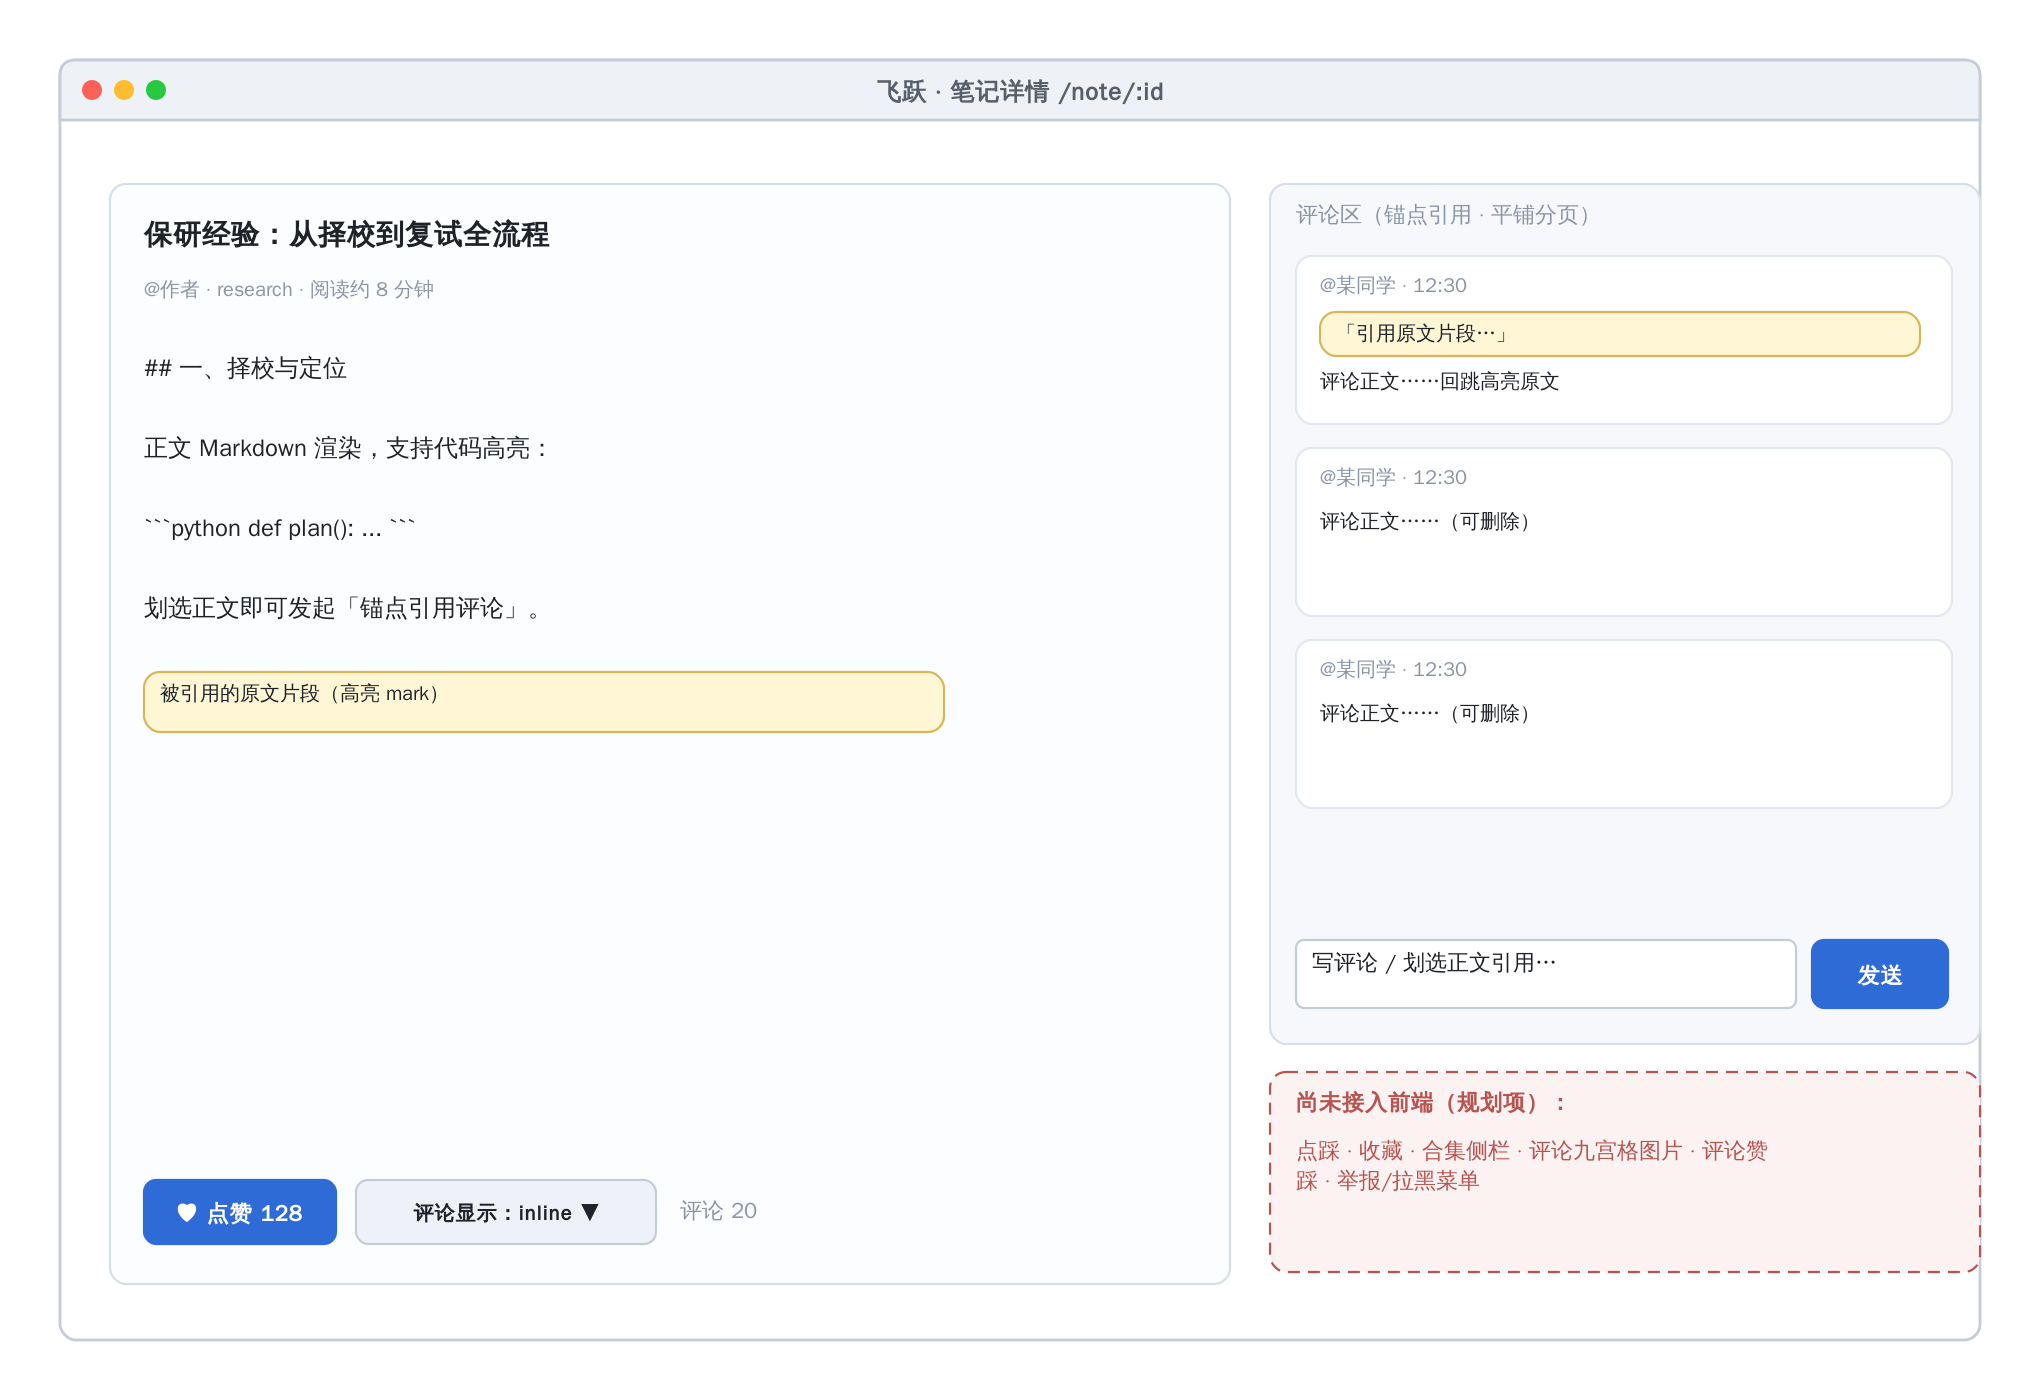 飞跃 · 笔记详情 /note/:id
保研经验：从择校到复试全流程
@作者 · research · 阅读约 8 分钟
## 一、择校与定位
正文 Markdown 渲染，支持代码高亮：
```python def plan(): ... ```
划选正文即可发起「锚点引用评论」。
被引用的原文片段（高亮 mark）
♥ 点赞 128
评论显示：inline ▼
评论 20
评论区（锚点引用 · 平铺分页）
@某同学 · 12:30
「引用原文片段…」
评论正文……回跳高亮原文
@某同学 · 12:30
评论正文……（可删除）
@某同学 · 12:30
评论正文……（可删除）
写评论 / 划选正文引用…
发送
尚未接入前端（规划项）：
点踩 · 收藏 · 合集侧栏 · 评论九宫格图片 · 评论赞
踩 · 举报/拉黑菜单